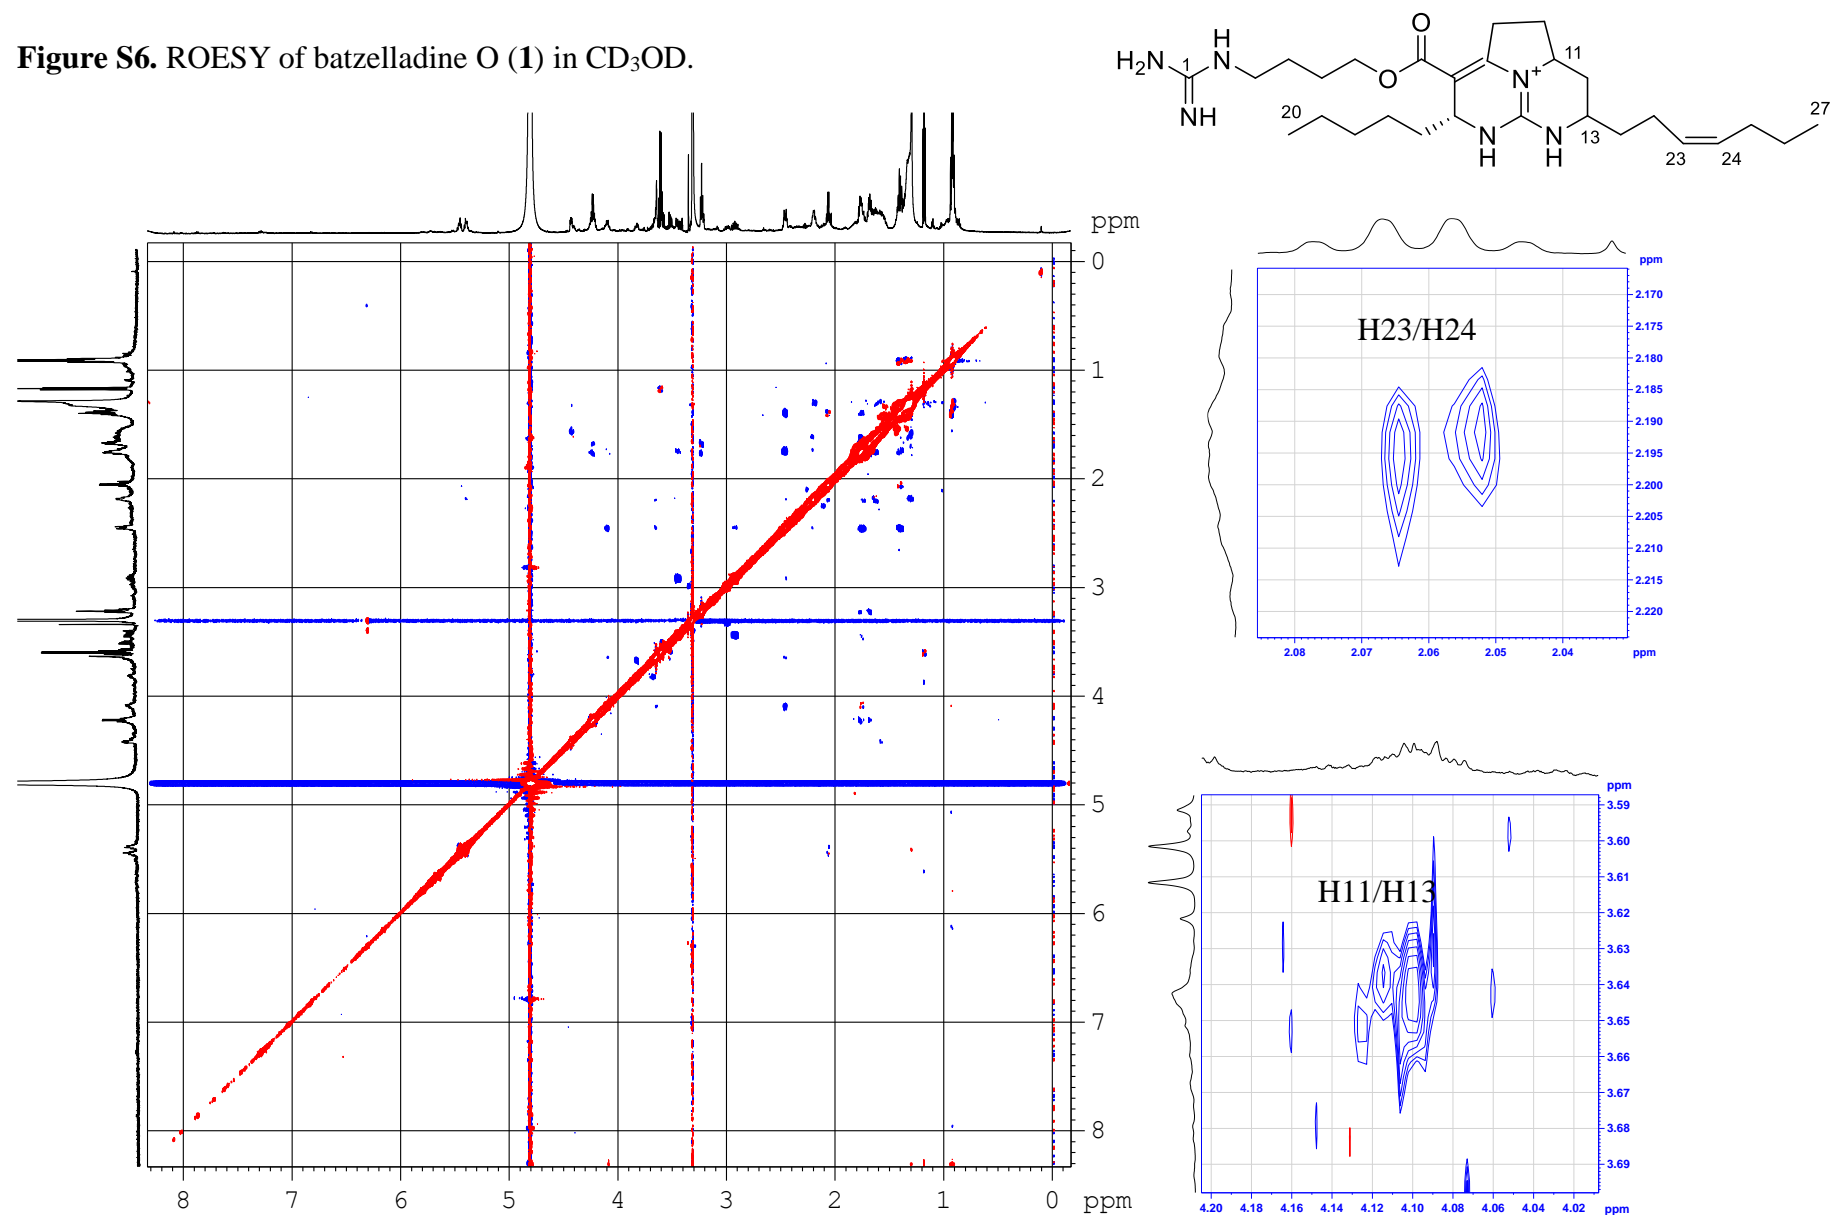 Figure S6. ROESY of batzelladine O (1) in CD₃OD.
O
H
H₂N
1
N
O
NH
N⁺
11
20
N
H
N
H
13
23
24
27
ppm
0
1
2
3
4
5
6
7
8
8 7 6 5 4 3 2 1 0 ppm
ppm
H23/H24
2.170
2.175
2.180
2.185
2.190
2.195
2.200
2.205
2.210
2.215
2.220
2.08 2.07 2.06 2.05 2.04 ppm
ppm
H11/H13
3.59
3.60
3.61
3.62
3.63
3.64
3.65
3.66
3.67
3.68
3.69
4.20 4.18 4.16 4.14 4.12 4.10 4.08 4.06 4.04 4.02 ppm